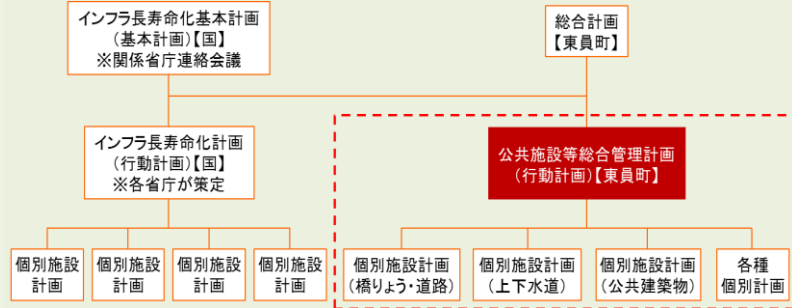 インフラ長寿命化基本計画
(基本計画)【国】
※関係省庁連絡会議
総合計画
【東員町】
インフラ長寿命化計画
(行動計画)【国】
※各省庁が策定
公共施設等総合管理計画
(行動計画)【東員町】
個別施設
計画
個別施設
計画
個別施設
計画
個別施設
計画
個別施設計画
(橋りょう・道路)
個別施設計画
(上下水道)
個別施設計画
(公共建築物)
各種
個別計画